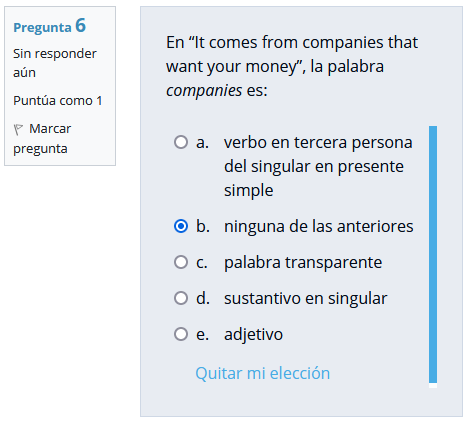 Pregunta 6
Sin responder
aún
Puntúa como 1
Marcar
pregunta
En “It comes from companies that
want your money”, la palabra
companies es:
a. verbo en tercera persona
del singular en presente
simple
b. ninguna de las anteriores
c. palabra transparente
d. sustantivo en singular
e. adjetivo
Quitar mi elección